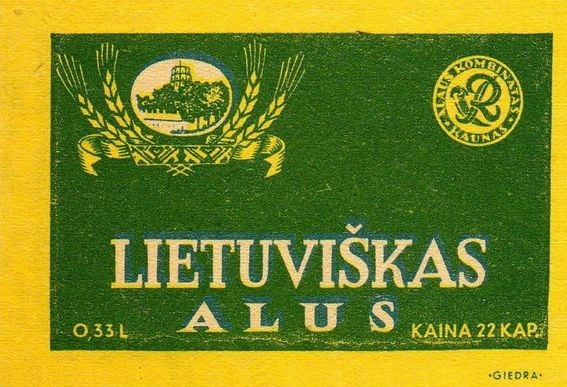 ALAUS KOMBINATAS
R
KAUNAS
LIETUVIŠKAS
ALUS
0,33 L
KAINA 22 KAP.
·GIEDRA·